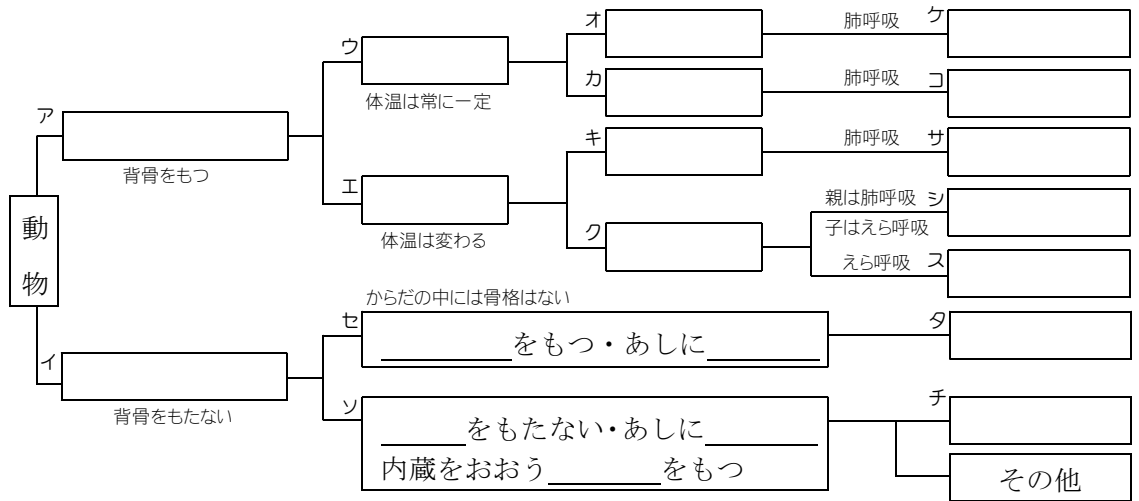 動物
ア
背骨をもつ
イ
背骨をもたない
ウ
体温は常に一定
エ
体温は変わる
オ
肺呼吸
ケ
カ
肺呼吸
コ
キ
肺呼吸
サ
ク
親は肺呼吸
シ
子はえら呼吸
えら呼吸
ス
からだの中には骨格はない
セ
をもつ・あしに
タ
ソ
をもたない・あしに
内蔵をおおう をもつ
チ
その他